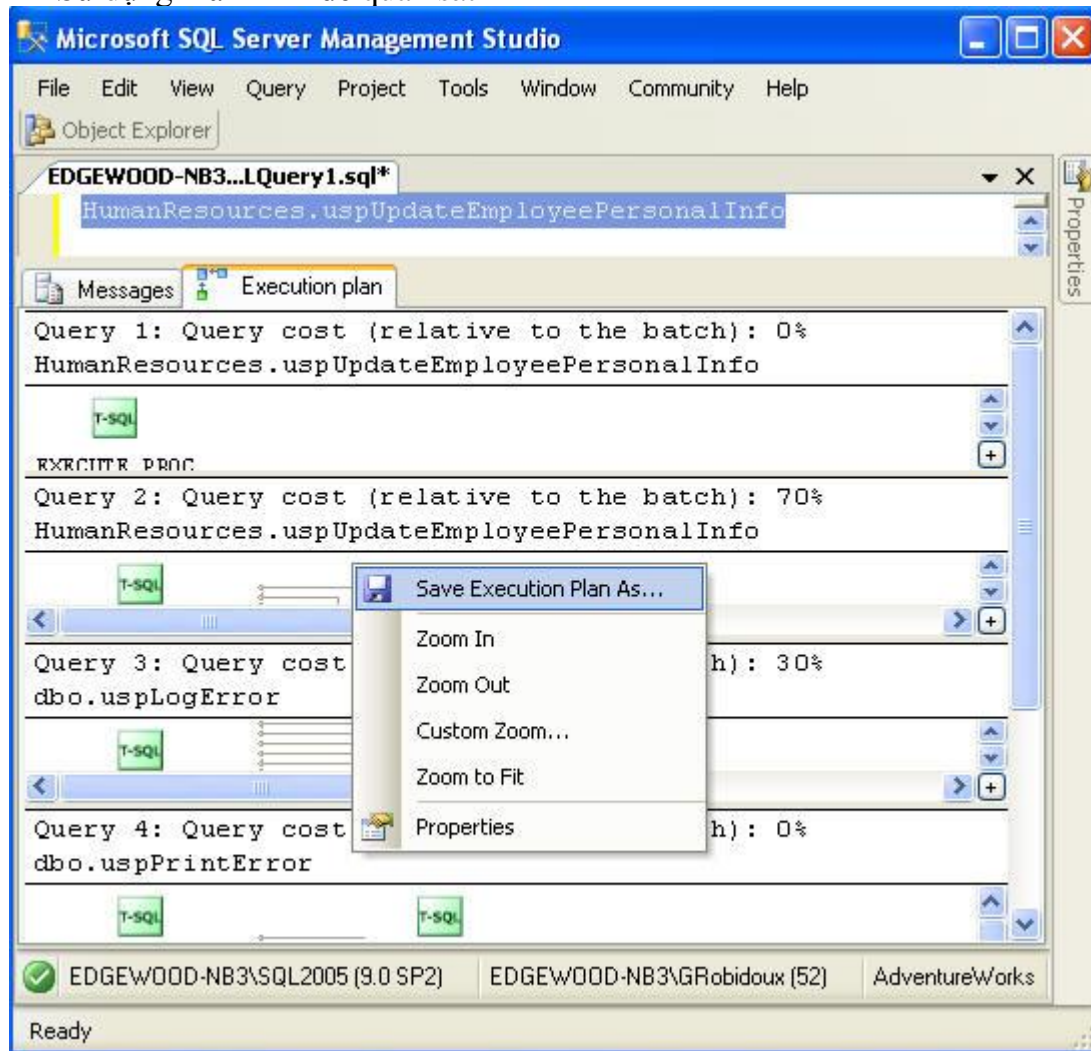 Microsoft SQL Server Management Studio
File Edit View Query Project Tools Window Community Help
Object Explorer
EDGEWOOD-NB3...LQuery1.sql*
HumanResources.uspUpdateEmployeePersonalInfo
Properties
Messages Execution plan
Query 1: Query cost (relative to the batch): 0%
HumanResources.uspUpdateEmployeePersonalInfo
T-SQL
EXECUTE PROC
Query 2: Query cost (relative to the batch): 70%
HumanResources.uspUpdateEmployeePersonalInfo
T-SQL
Save Execution Plan As...
Zoom In
Query 3: Query cost h): 30%
Zoom Out
dbo.uspLogError
Custom Zoom...
T-SQL
Zoom to Fit
Query 4: Query cost Properties h): 0%
dbo.uspPrintError
T-SQL T-SQL
EDGEWOOD-NB3\SQL2005 (9.0 SP2) EDGEWOOD-NB3\GRobidoux (52) AdventureWorks
Ready